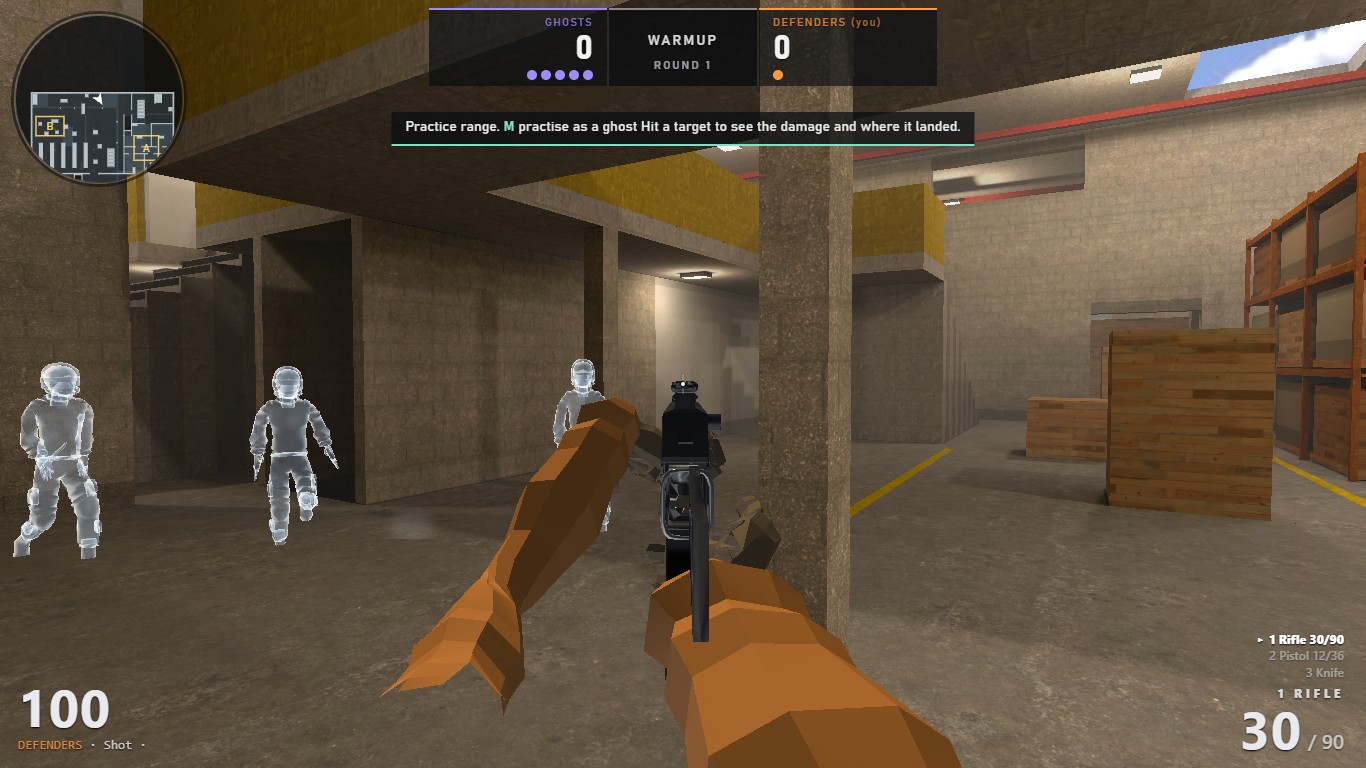 GHOSTS
0
WARMUP
ROUND 1
DEFENDERS (you)
0
Practice range. M practise as a ghost Hit a target to see the damage and where it landed.
B
A
▸ 1 Rifle 30/90
2 Pistol 12/36
3 Knife
1 RIFLE
30 / 90
100
DEFENDERS · Shot ·